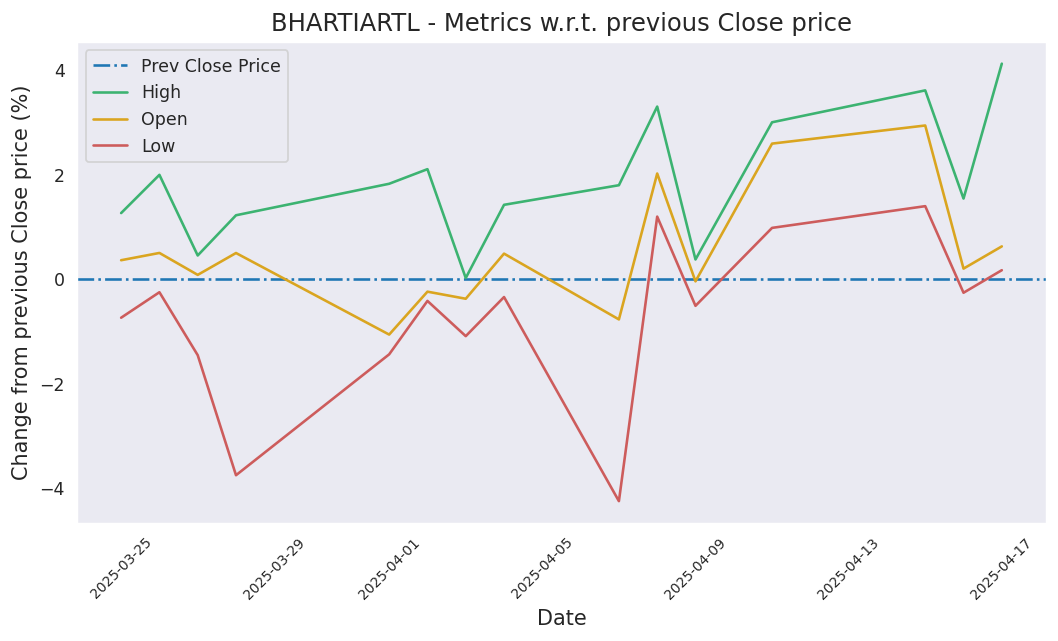 BHARTIARTL - Metrics w.r.t. previous Close price
Prev Close Price
High
Open
Low
Change from previous Close price (%)
4
2
0
−2
−4
2025-03-25
2025-03-29
2025-04-01
2025-04-05
2025-04-09
2025-04-13
2025-04-17
Date